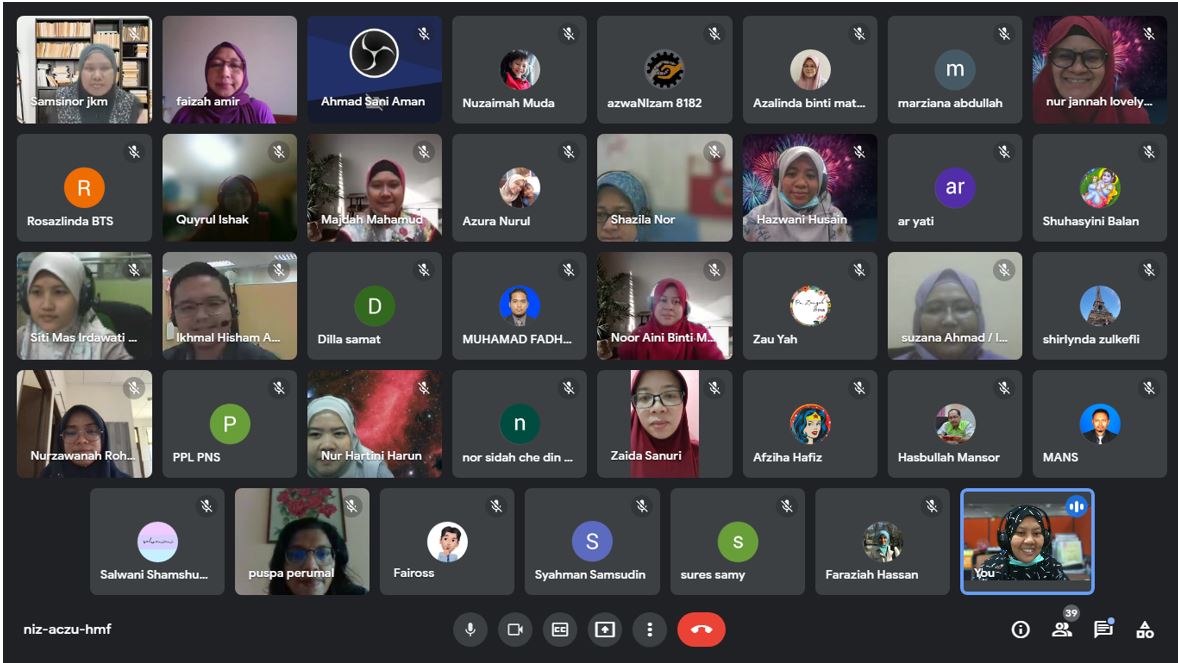 Samsinor jkm
faizah amir
Ahmad Sani Aman
Nuzaimah Muda
azwaNIzam 8182
Azalinda binti mat...
m
marziana abdullah
nur jannah lovely...
R
Rosazlinda BTS
Quyrul Ishak
Majdah Mahamud
Azura Nurul
Shazila Nor
Hazwani Husain
ar
ar yati
Shuhasyini Balan
Siti Mas Irdawati ...
Ikhmal Hisham A...
D
Dilla samat
MUHAMAD FADH...
Noor Aini Binti M...
Zau Yah
suzana Ahmad / I...
shirlynda zulkefli
Nurzawanah Roh...
P
PPL PNS
Nur Hartini Harun
n
nor sidah che din ...
Zaida Sanuri
Afziha Hafiz
Hasbullah Mansor
MANS
Salwani Shamshu...
puspa perumal
Faiross
S
Syahman Samsudin
s
sures samy
Faraziah Hassan
You
niz-aczu-hmf
CC
39